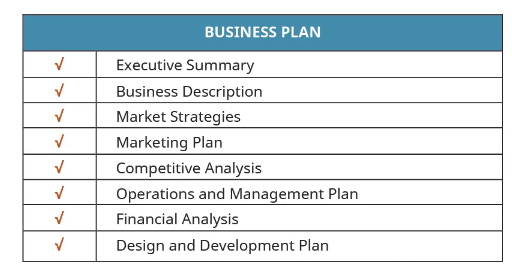 BUSINESS PLAN
√ Executive Summary
√ Business Description
√ Market Strategies
√ Marketing Plan
√ Competitive Analysis
√ Operations and Management Plan
√ Financial Analysis
√ Design and Development Plan